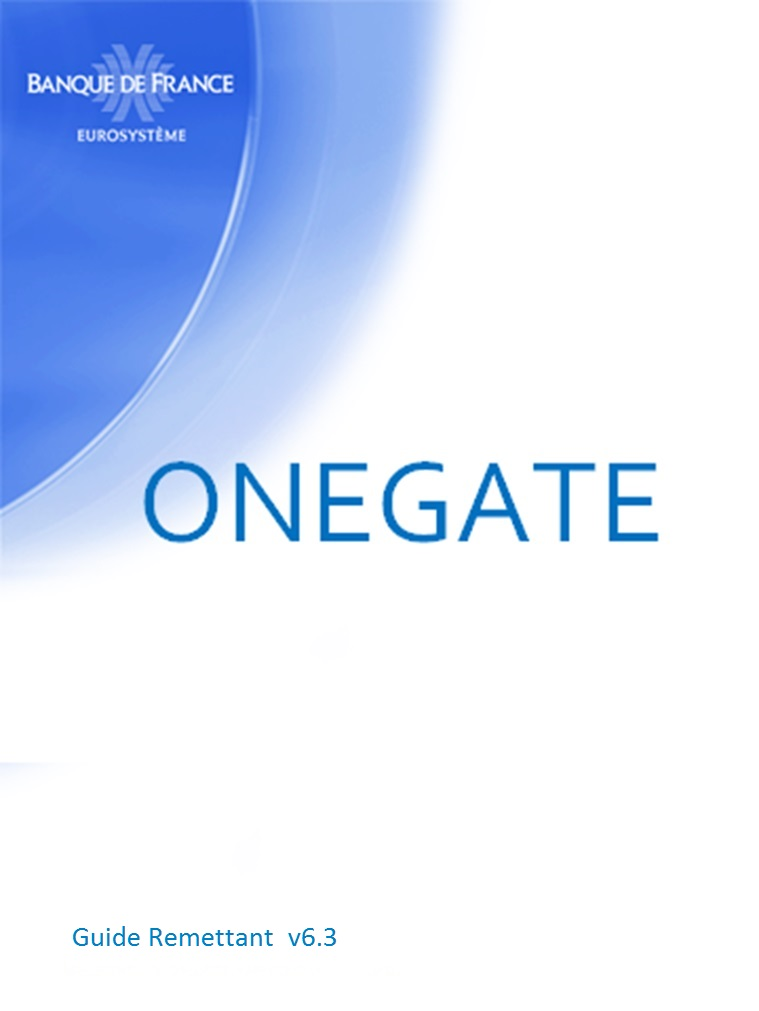 BANQUE DE FRANCE
EUROSYSTÈME
ONEGATE
Guide Remettant v6.3